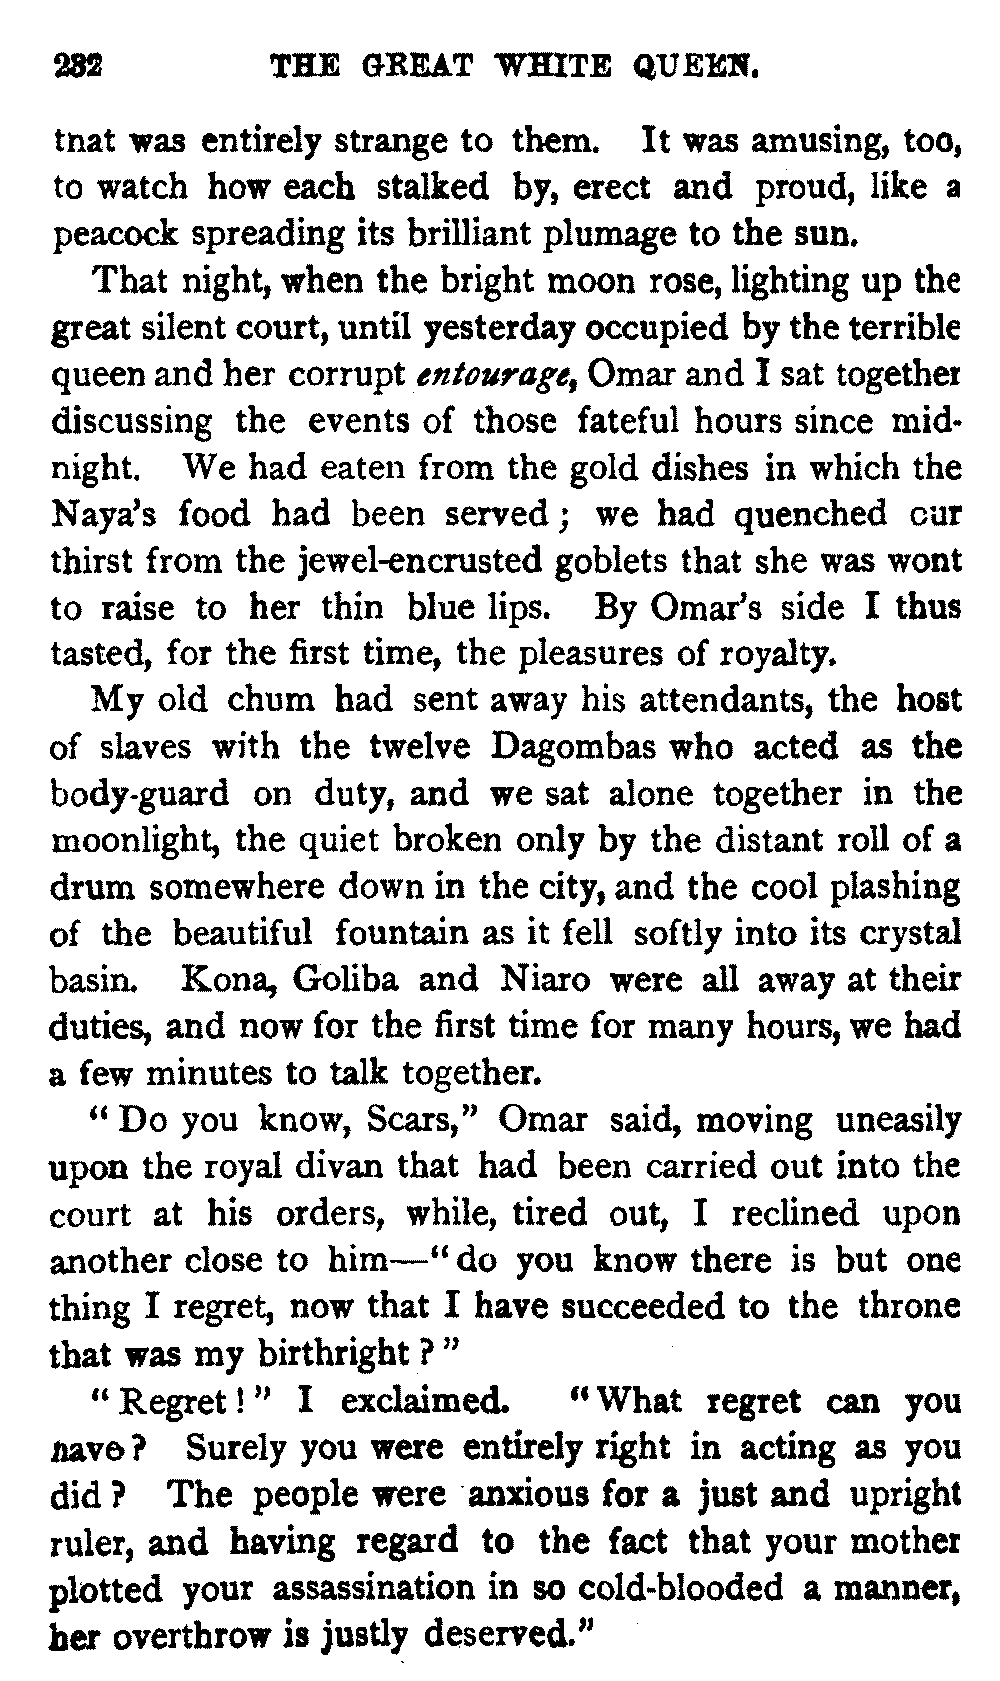 232 THE GREAT WHITE QUEEN.
that was entirely strange to them. It was amusing, too,
to watch how each stalked by, erect and proud, like a
peacock spreading its brilliant plumage to the sun.
That night, when the bright moon rose, lighting up the
great silent court, until yesterday occupied by the terrible
queen and her corrupt entourage, Omar and I sat together
discussing the events of those fateful hours since mid-
night. We had eaten from the gold dishes in which the
Naya's food had been served; we had quenched our
thirst from the jewel-encrusted goblets that she was wont
to raise to her thin blue lips. By Omar's side I thus
tasted, for the first time, the pleasures of royalty.
My old chum had sent away his attendants, the host
of slaves with the twelve Dagombas who acted as the
body-guard on duty, and we sat alone together in the
moonlight, the quiet broken only by the distant roll of a
drum somewhere down in the city, and the cool plashing
of the beautiful fountain as it fell softly into its crystal
basin. Kona, Goliba and Niaro were all away at their
duties, and now for the first time for many hours, we had
a few minutes to talk together.
"Do you know, Scars," Omar said, moving uneasily
upon the royal divan that had been carried out into the
court at his orders, while, tired out, I reclined upon
another close to him—"do you know there is but one
thing I regret, now that I have succeeded to the throne
that was my birthright?"
"Regret!" I exclaimed. "What regret can you
have? Surely you were entirely right in acting as you
did? The people were anxious for a just and upright
ruler, and having regard to the fact that your mother
plotted your assassination in so cold-blooded a manner,
her overthrow is justly deserved."